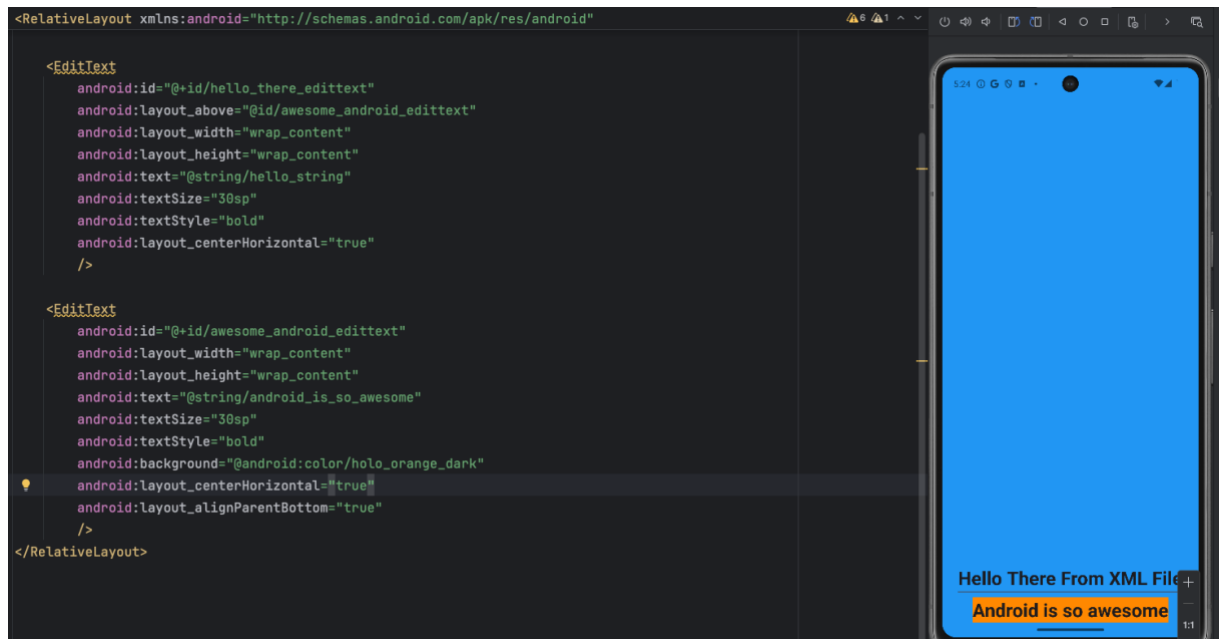 <RelativeLayout xmlns:android="http://schemas.android.com/apk/res/android"
6 1
<EditText
android:id="@+id/hello_there_edittext"
android:layout_above="@id/awesome_android_edittext"
android:layout_width="wrap_content"
android:layout_height="wrap_content"
android:text="@string/hello_string"
android:textSize="30sp"
android:textStyle="bold"
android:layout_centerHorizontal="true"
/>
<EditText
android:id="@+id/awesome_android_edittext"
android:layout_width="wrap_content"
android:layout_height="wrap_content"
android:text="@string/android_is_so_awesome"
android:textSize="30sp"
android:textStyle="bold"
android:background="@android:color/holo_orange_dark"
android:layout_centerHorizontal="true"
android:layout_alignParentBottom="true"
/>
</RelativeLayout>
5:24 G
Hello There From XML File
Android is so awesome
1:1